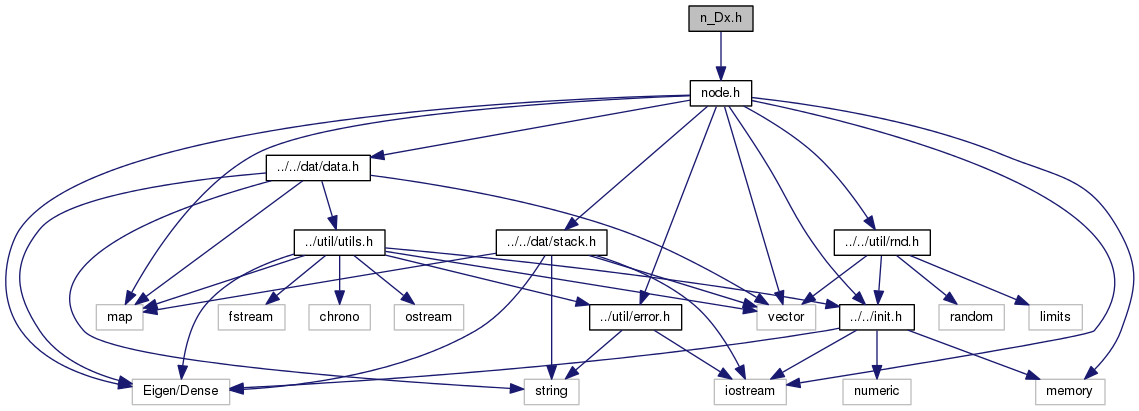 n_Dx.h
node.h
../../dat/data.h
../util/utils.h
../../dat/stack.h
../../util/rnd.h
map
fstream
chrono
ostream
../util/error.h
vector
../../init.h
random
limits
Eigen/Dense
string
iostream
numeric
memory